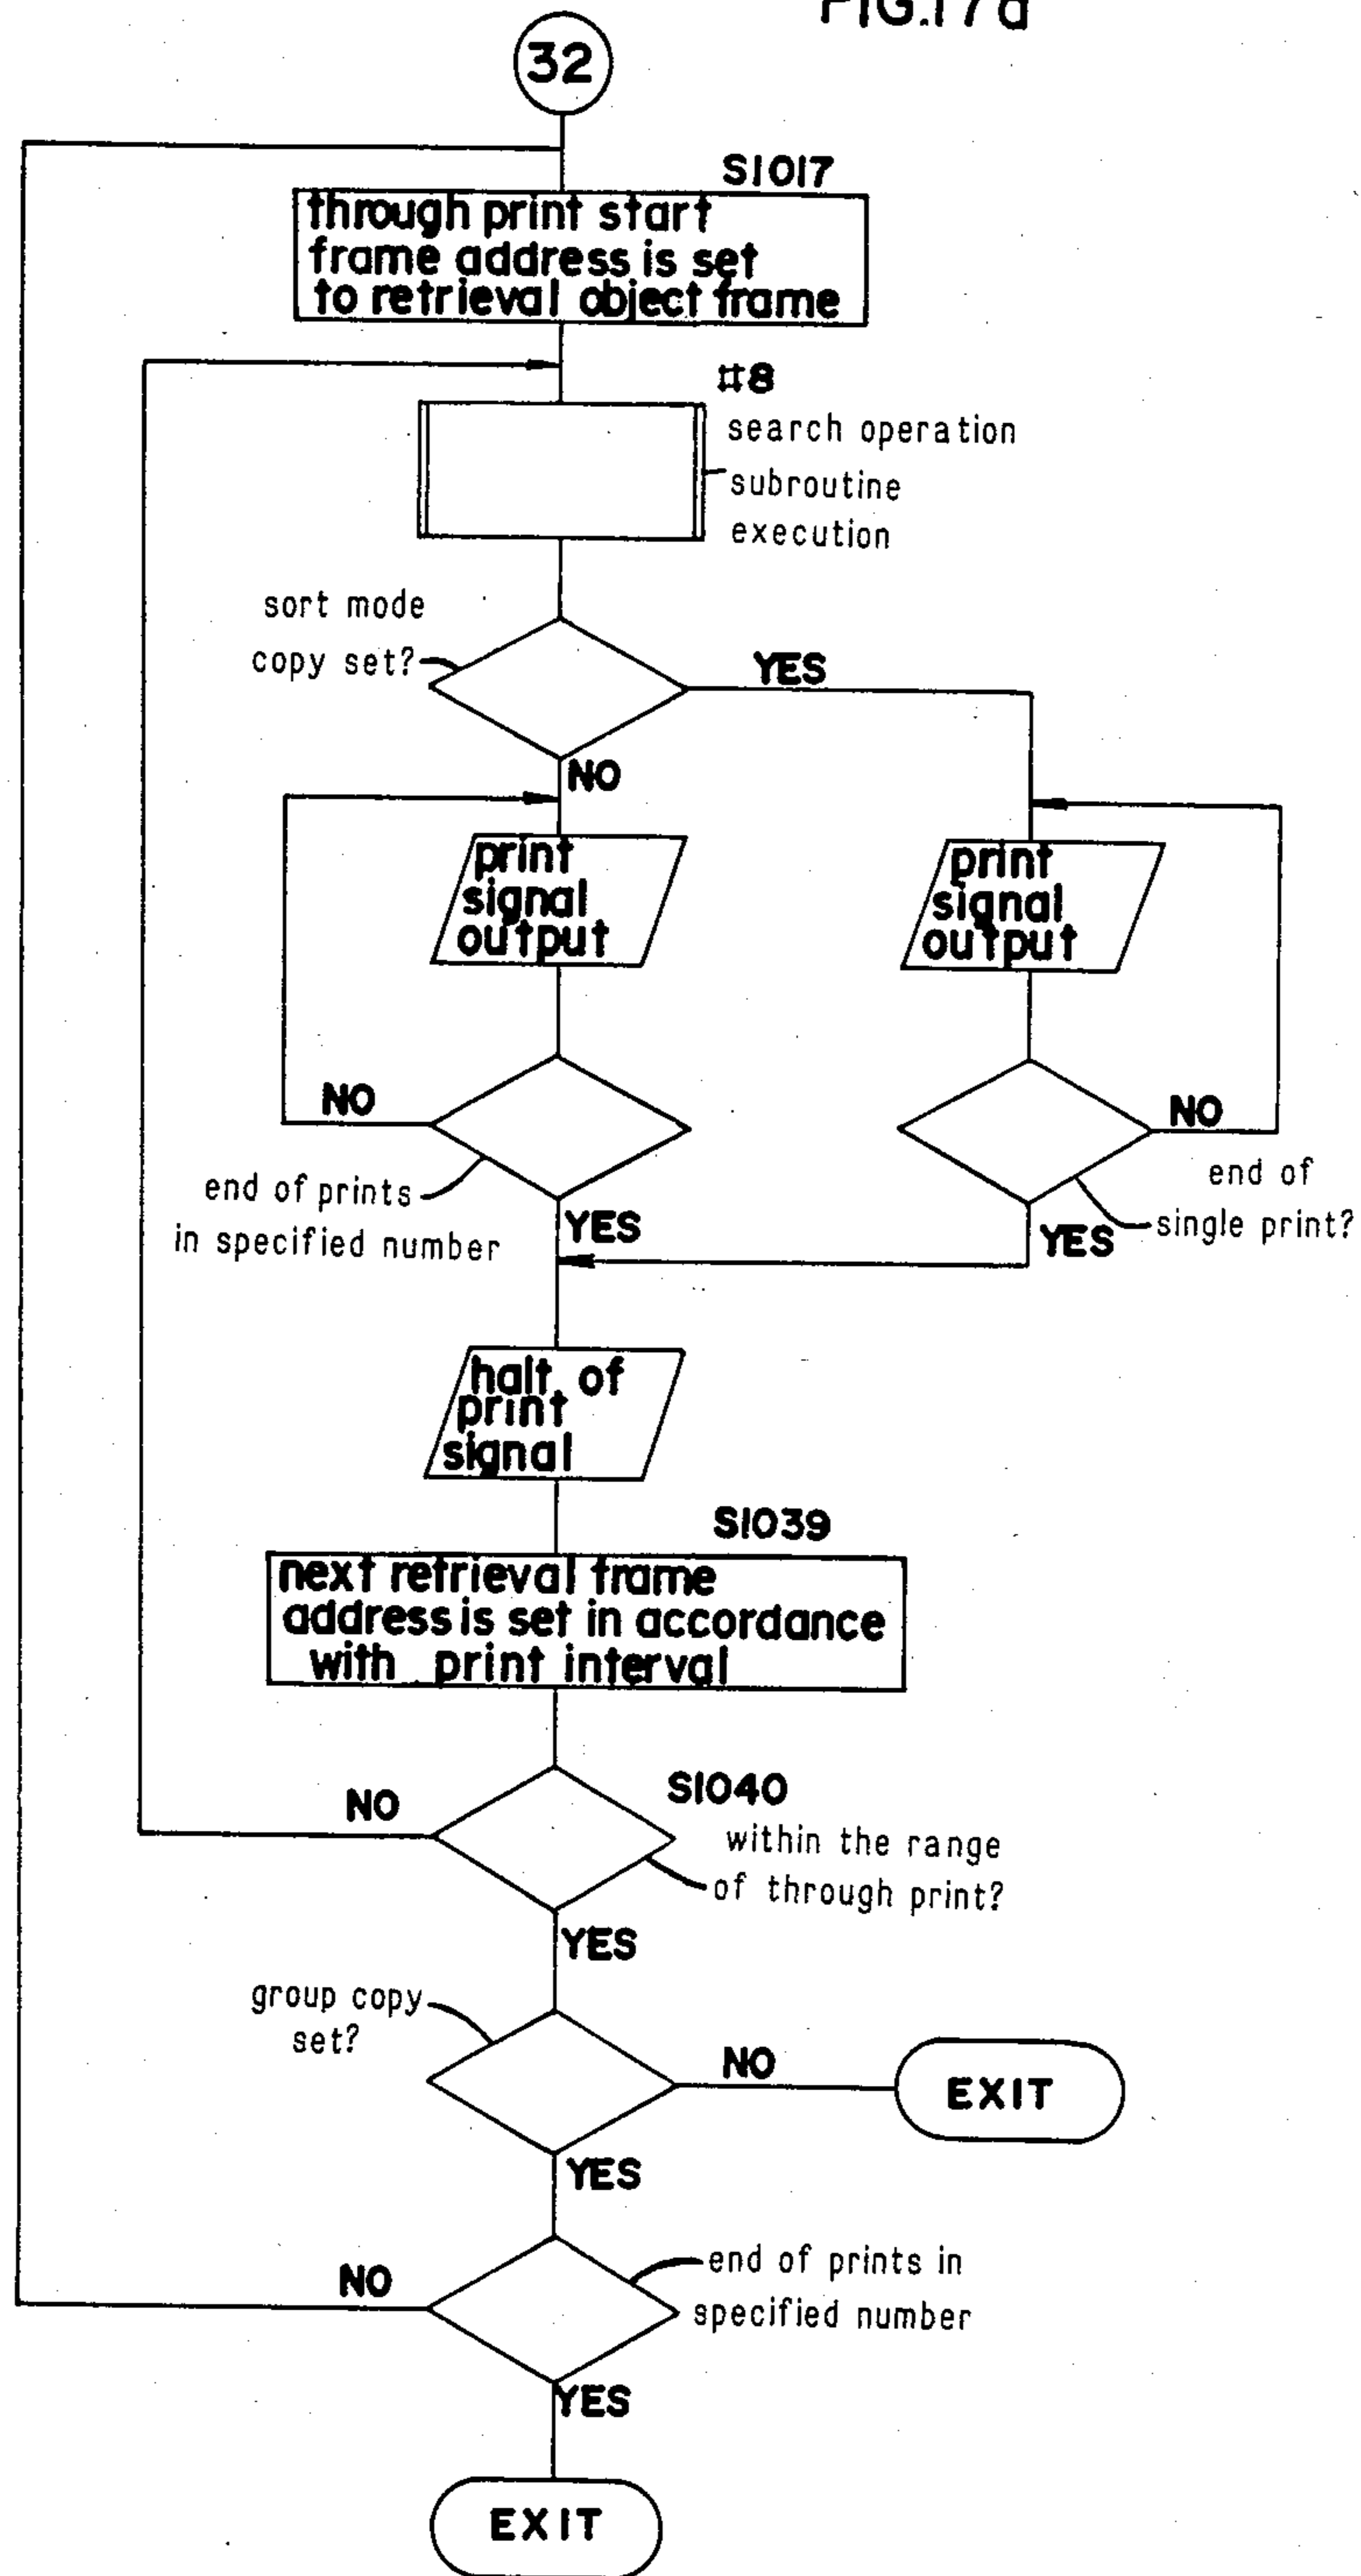 FIG.17d
32
S1017
through print start
frame address is set
to retrieval object frame
#8
search operation
subroutine
execution
sort mode
copy set?
YES
NO
print
signal
output
print
signal
output
NO
NO
end of prints
in specified number
end of
single print?
YES
YES
halt of
print
signal
S1039
next retrieval frame
address is set in accordance
with print interval
S1040
NO
within the range
of through print?
YES
group copy
set?
NO
EXIT
YES
NO
end of prints in
specified number
YES
EXIT